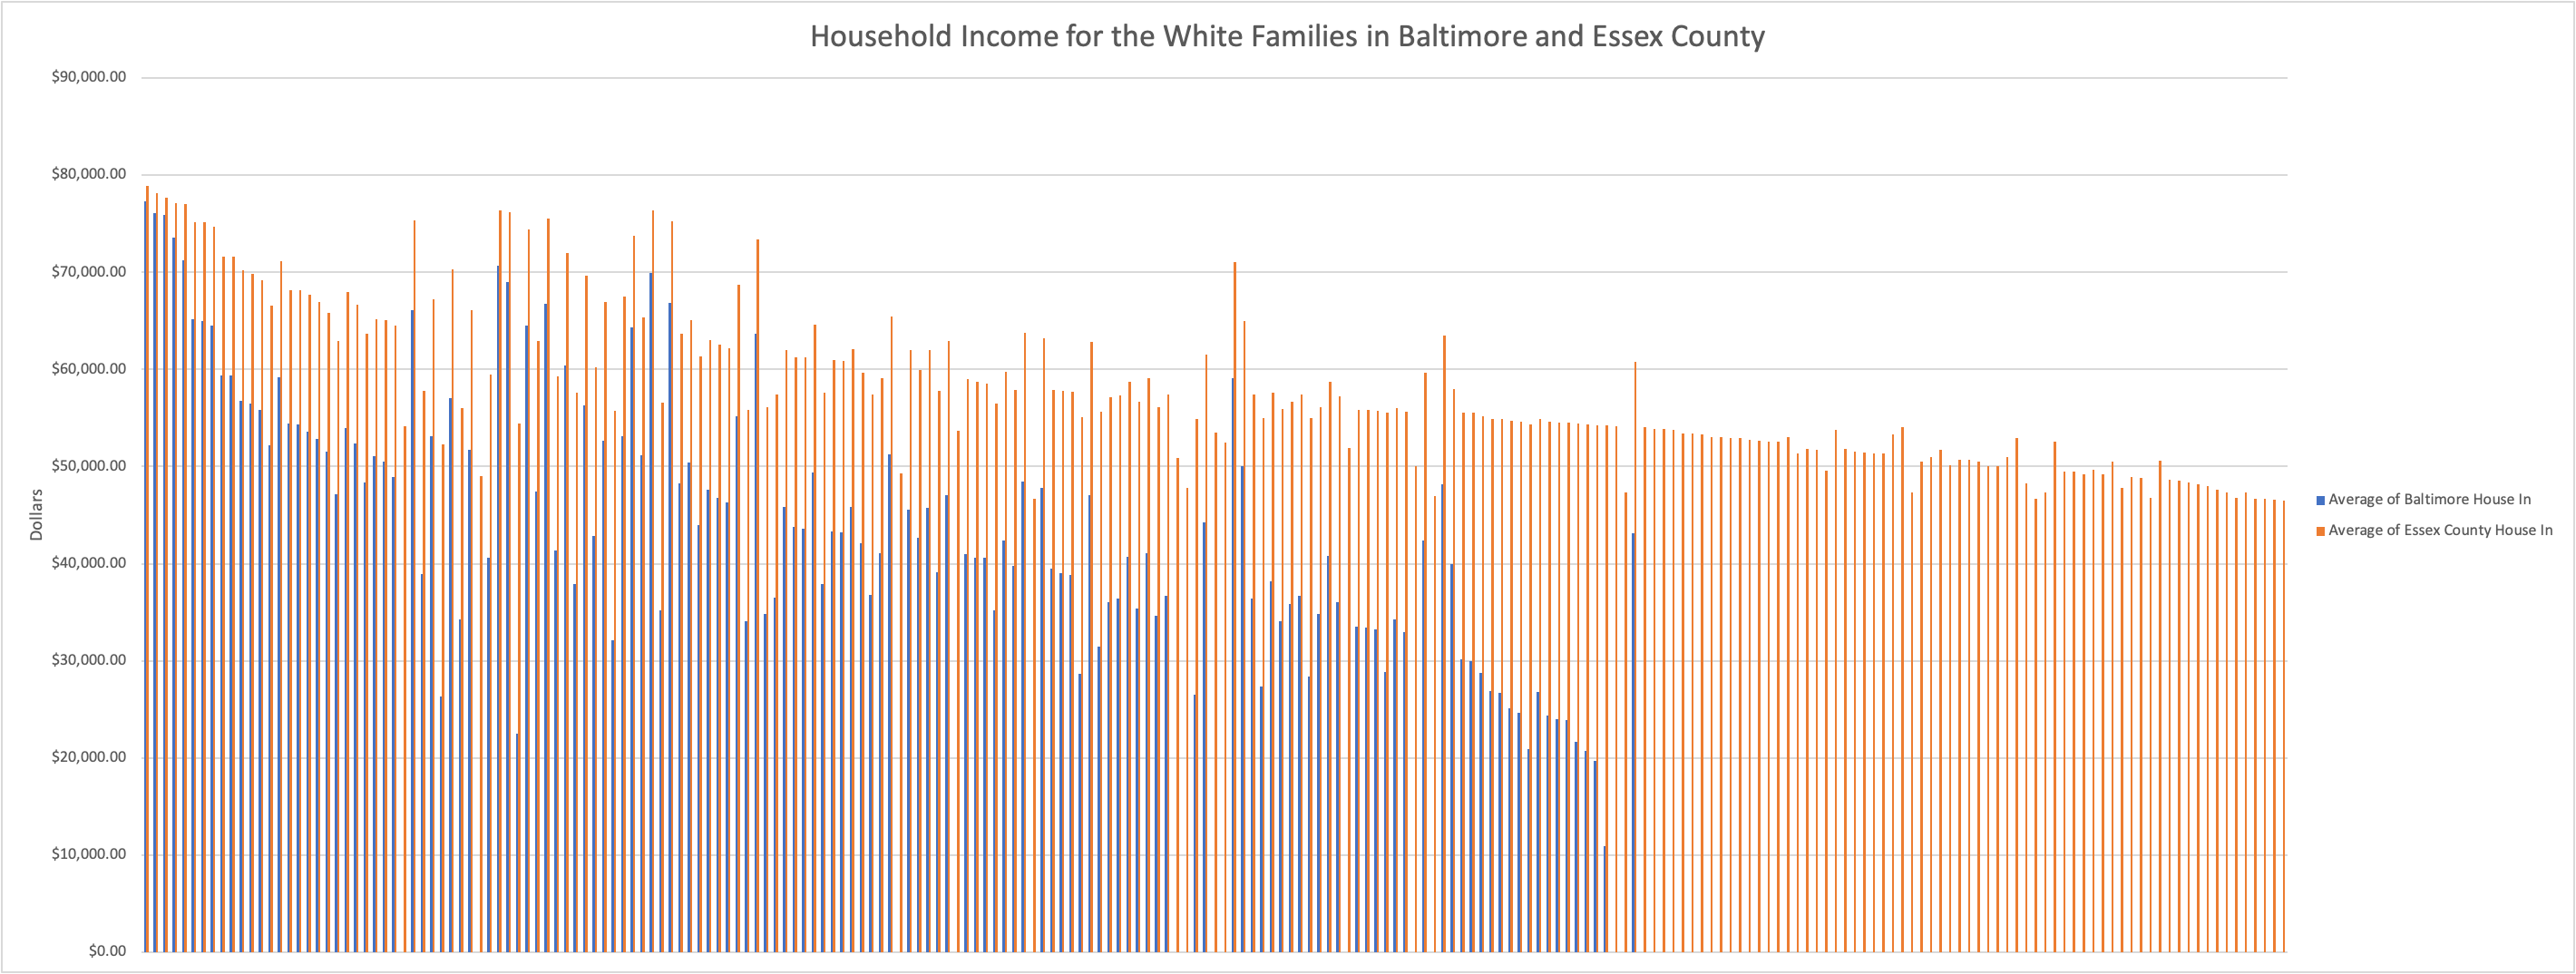 Household Income for the White Families in Baltimore and Essex County
$90,000.00
$80,000.00
$70,000.00
$60,000.00
$50,000.00
$40,000.00
$30,000.00
$20,000.00
$10,000.00
$0.00
Dollars
Average of Baltimore House In
Average of Essex County House In